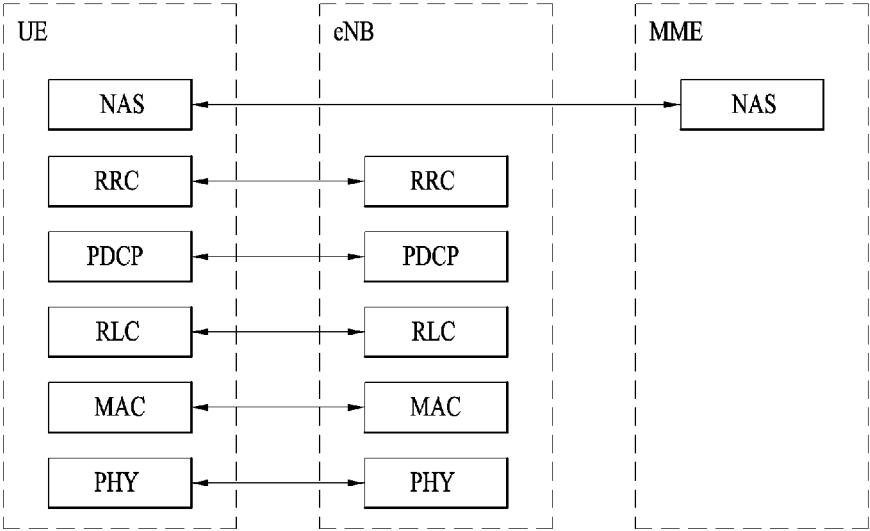 UE eNB MME
NAS NAS
RRC RRC
PDCP PDCP
RLC RLC
MAC MAC
PHY PHY